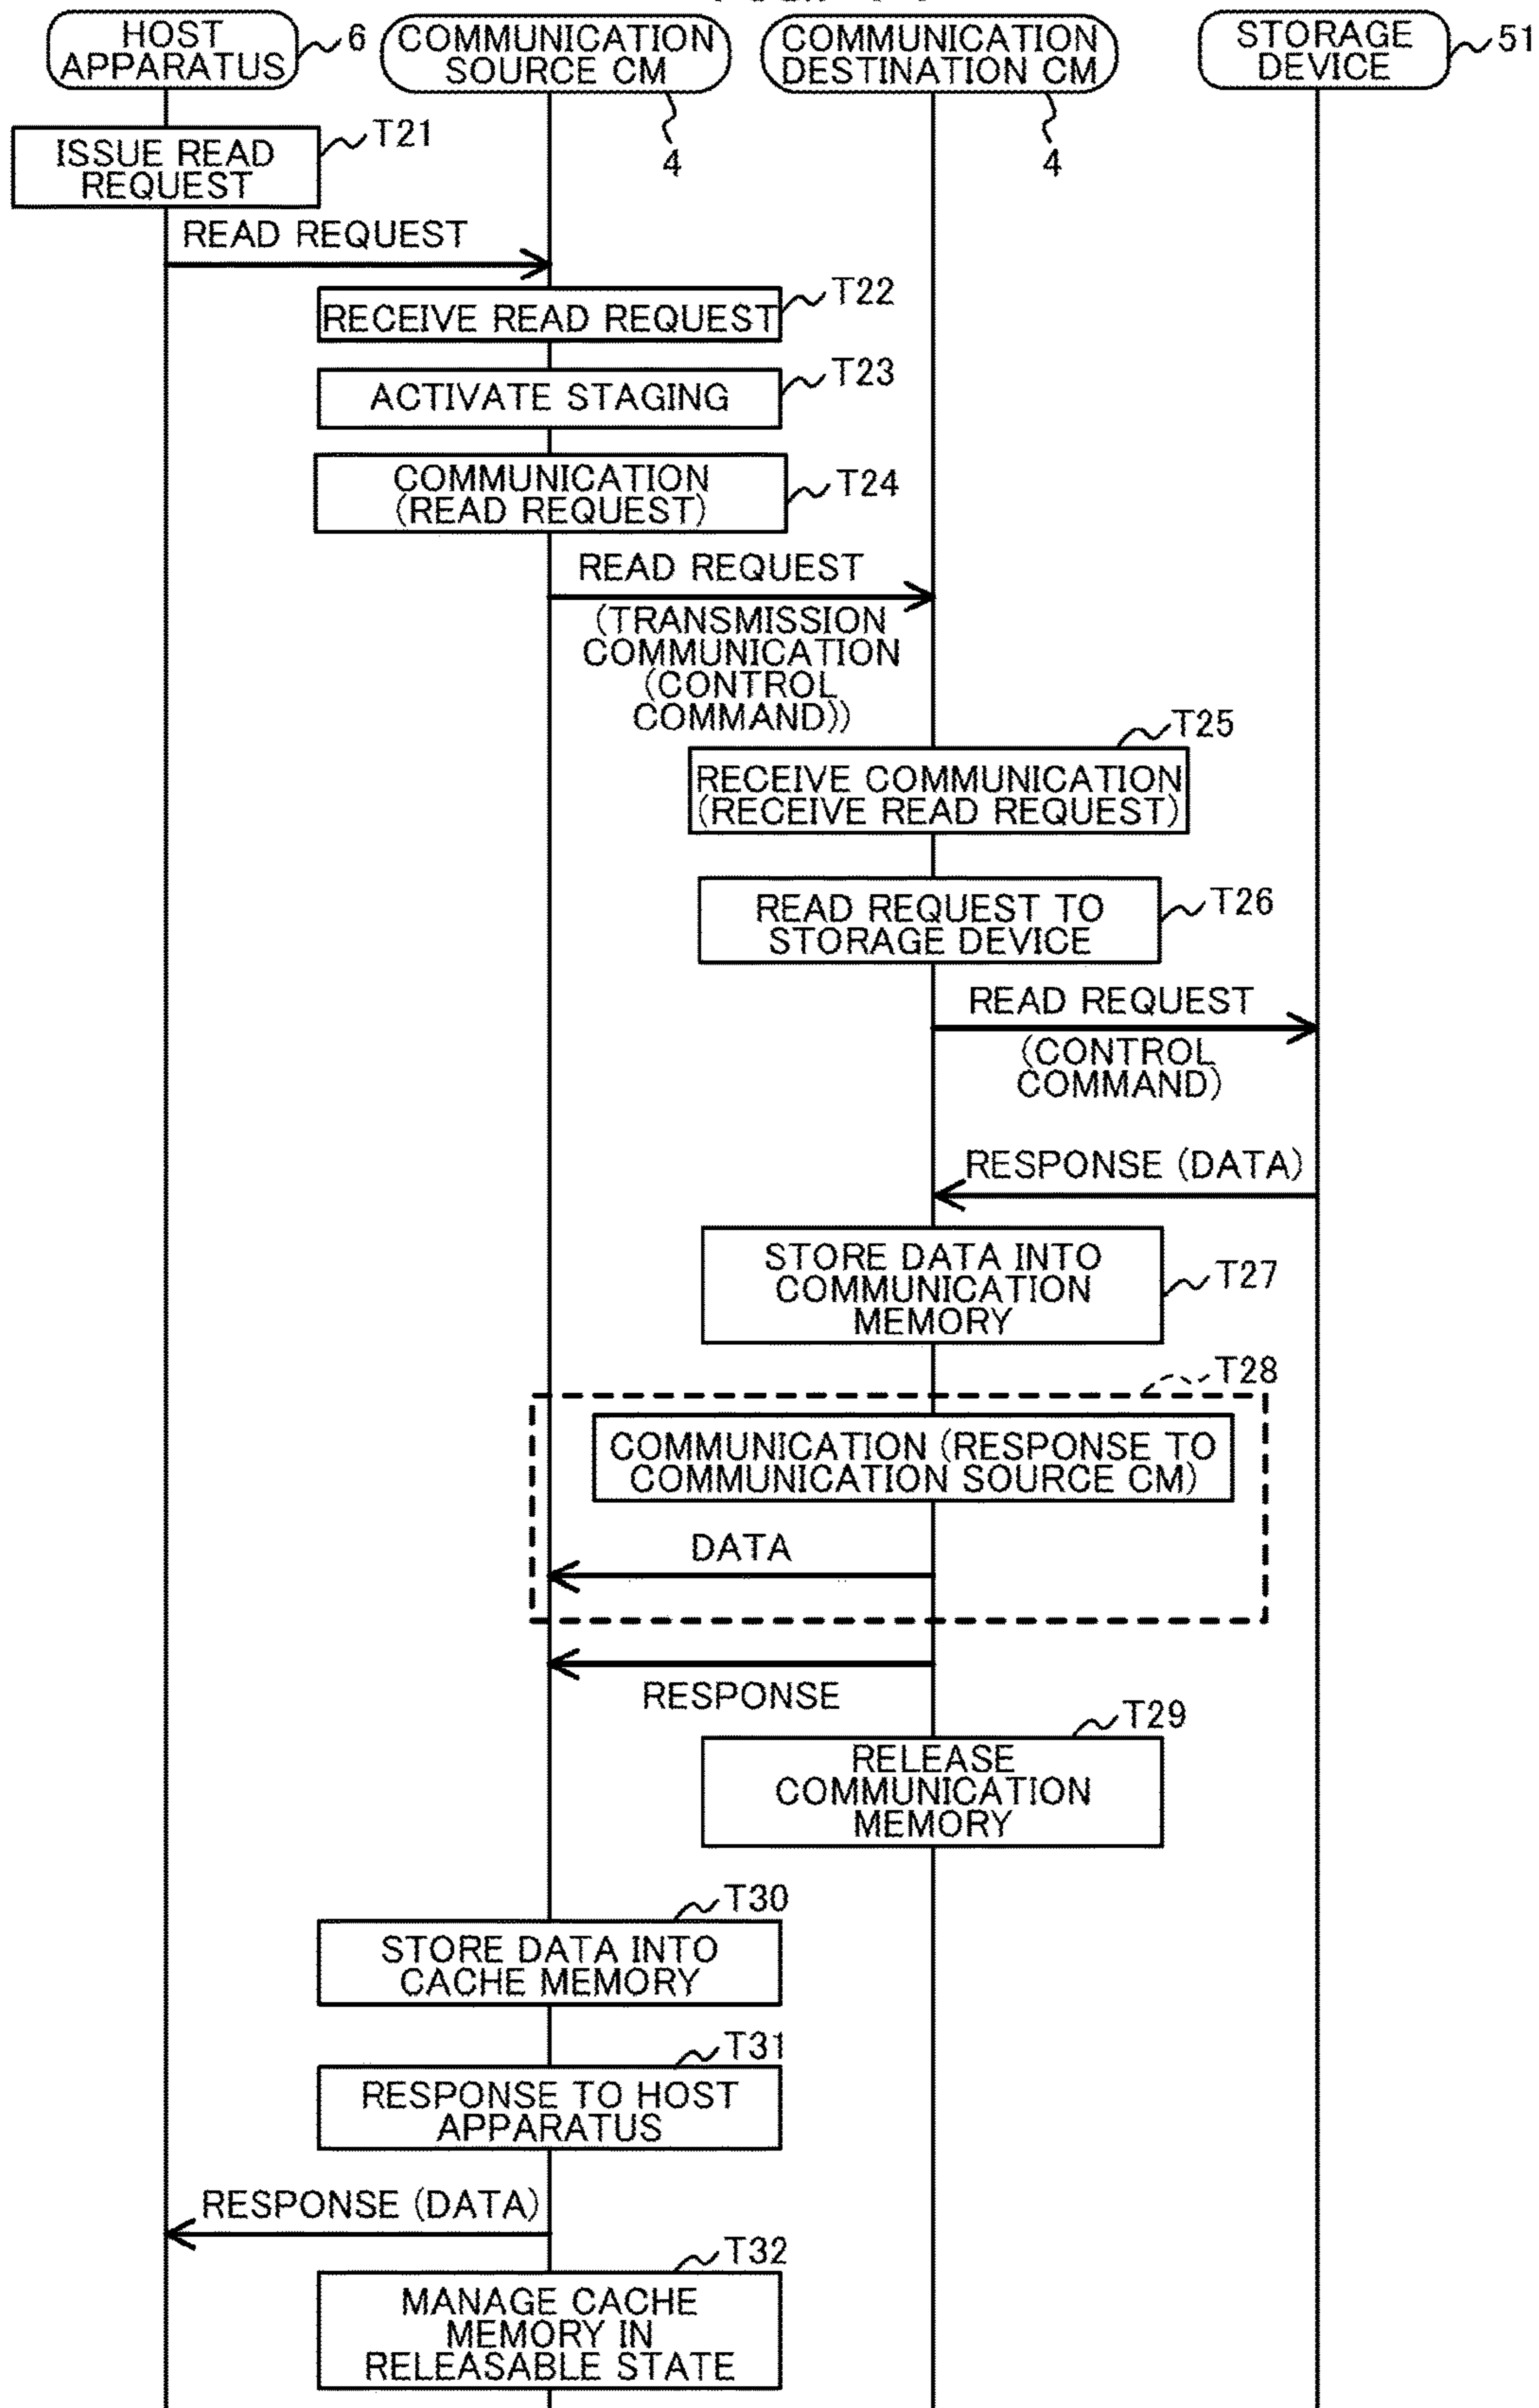 HOST
APPARATUS
6
COMMUNICATION
SOURCE CM
4
COMMUNICATION
DESTINATION CM
4
STORAGE
DEVICE
51
T21
ISSUE READ
REQUEST
READ REQUEST
T22
RECEIVE READ REQUEST
T23
ACTIVATE STAGING
T24
COMMUNICATION
(READ REQUEST)
READ REQUEST
(TRANSMISSION
COMMUNICATION
(CONTROL
COMMAND))
T25
RECEIVE COMMUNICATION
(RECEIVE READ REQUEST)
T26
READ REQUEST TO
STORAGE DEVICE
READ REQUEST
(CONTROL
COMMAND)
RESPONSE (DATA)
T27
STORE DATA INTO
COMMUNICATION
MEMORY
T28
COMMUNICATION (RESPONSE TO
COMMUNICATION SOURCE CM)
DATA
RESPONSE
T29
RELEASE
COMMUNICATION
MEMORY
T30
STORE DATA INTO
CACHE MEMORY
T31
RESPONSE TO HOST
APPARATUS
RESPONSE (DATA)
T32
MANAGE CACHE
MEMORY IN
RELEASABLE STATE